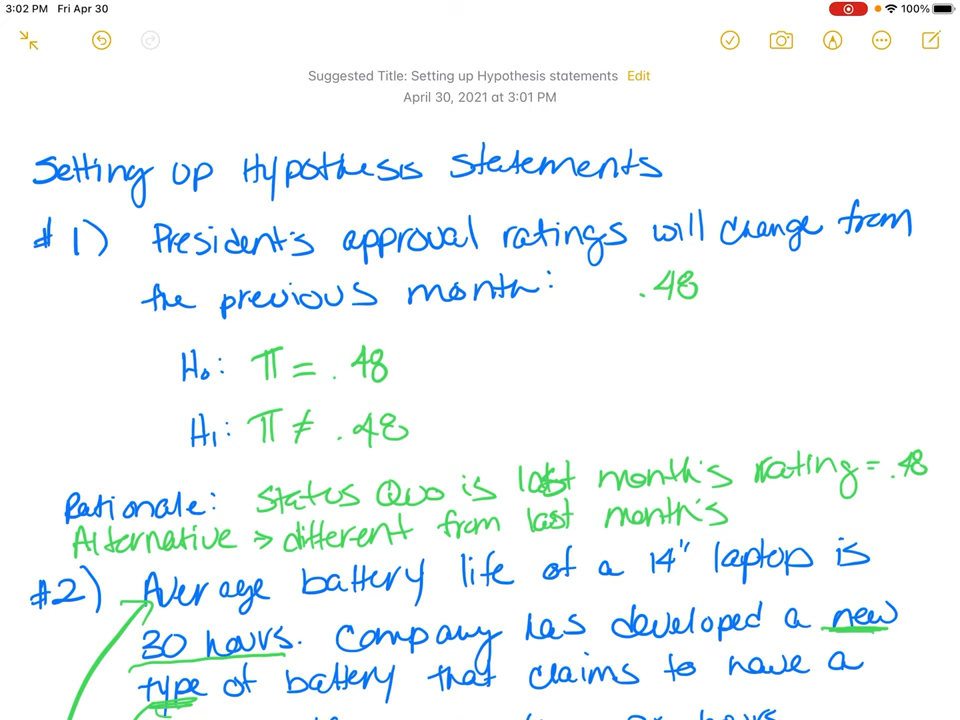 3:02 PM Fri Apr 30 100%
Suggested Title: Setting up Hypothesis statements Edit
April 30, 2021 at 3:01 PM
Setting up Hypothesis statements
#1) President's approval ratings will change from
the previous month: .48
H₀: π = .48
H₁: π ≠ .48
Rationale: Status Quo is last month's rating = .48
Alternative → different from last month's
#2) Average battery life of a 14" laptop is
30 hours. Company has developed a new
type of battery that claims to have a
hours